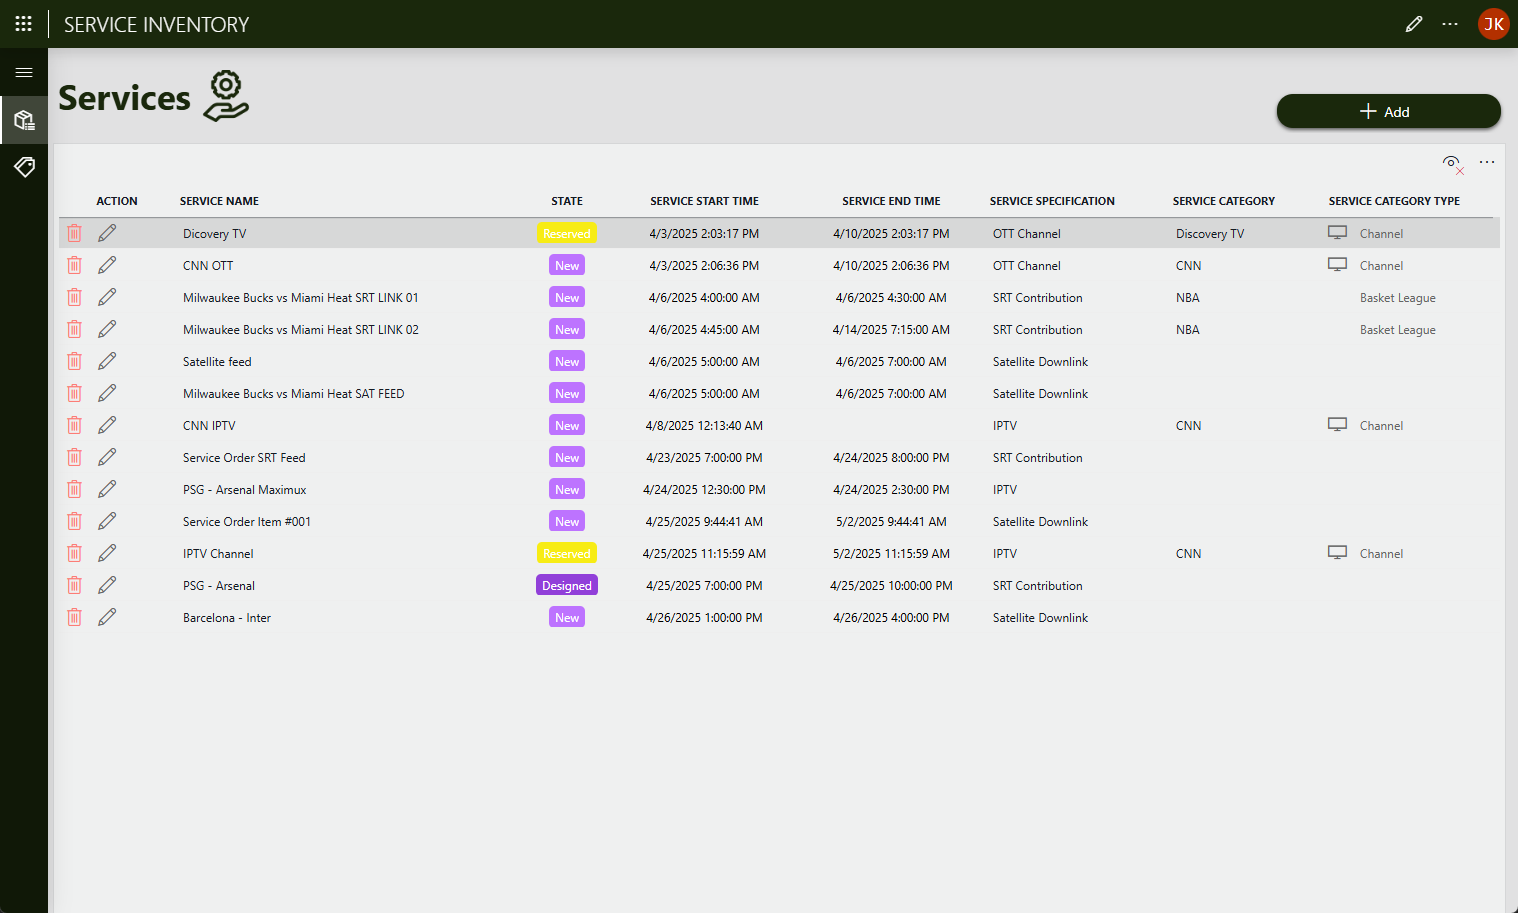 SERVICE INVENTORY
JK
Services
Add
ACTION SERVICE NAME STATE SERVICE START TIME SERVICE END TIME SERVICE SPECIFICATION SERVICE CATEGORY SERVICE CATEGORY TYPE
Dicovery TV Reserved 4/3/2025 2:03:17 PM 4/10/2025 2:03:17 PM OTT Channel Discovery TV Channel
CNN OTT New 4/3/2025 2:06:36 PM 4/10/2025 2:06:36 PM OTT Channel CNN Channel
Milwaukee Bucks vs Miami Heat SRT LINK 01 New 4/6/2025 4:00:00 AM 4/6/2025 4:30:00 AM SRT Contribution NBA Basket League
Milwaukee Bucks vs Miami Heat SRT LINK 02 New 4/6/2025 4:45:00 AM 4/14/2025 7:15:00 AM SRT Contribution NBA Basket League
Satellite feed New 4/6/2025 5:00:00 AM 4/6/2025 7:00:00 AM Satellite Downlink
Milwaukee Bucks vs Miami Heat SAT FEED New 4/6/2025 5:00:00 AM 4/6/2025 7:00:00 AM Satellite Downlink
CNN IPTV New 4/8/2025 12:13:40 AM IPTV CNN Channel
Service Order SRT Feed New 4/23/2025 7:00:00 PM 4/24/2025 8:00:00 PM SRT Contribution
PSG - Arsenal Maximux New 4/24/2025 12:30:00 PM 4/24/2025 2:30:00 PM IPTV
Service Order Item #001 New 4/25/2025 9:44:41 AM 5/2/2025 9:44:41 AM Satellite Downlink
IPTV Channel Reserved 4/25/2025 11:15:59 AM 5/2/2025 11:15:59 AM IPTV CNN Channel
PSG - Arsenal Designed 4/25/2025 7:00:00 PM 4/25/2025 10:00:00 PM SRT Contribution
Barcelona - Inter New 4/26/2025 1:00:00 PM 4/26/2025 4:00:00 PM Satellite Downlink